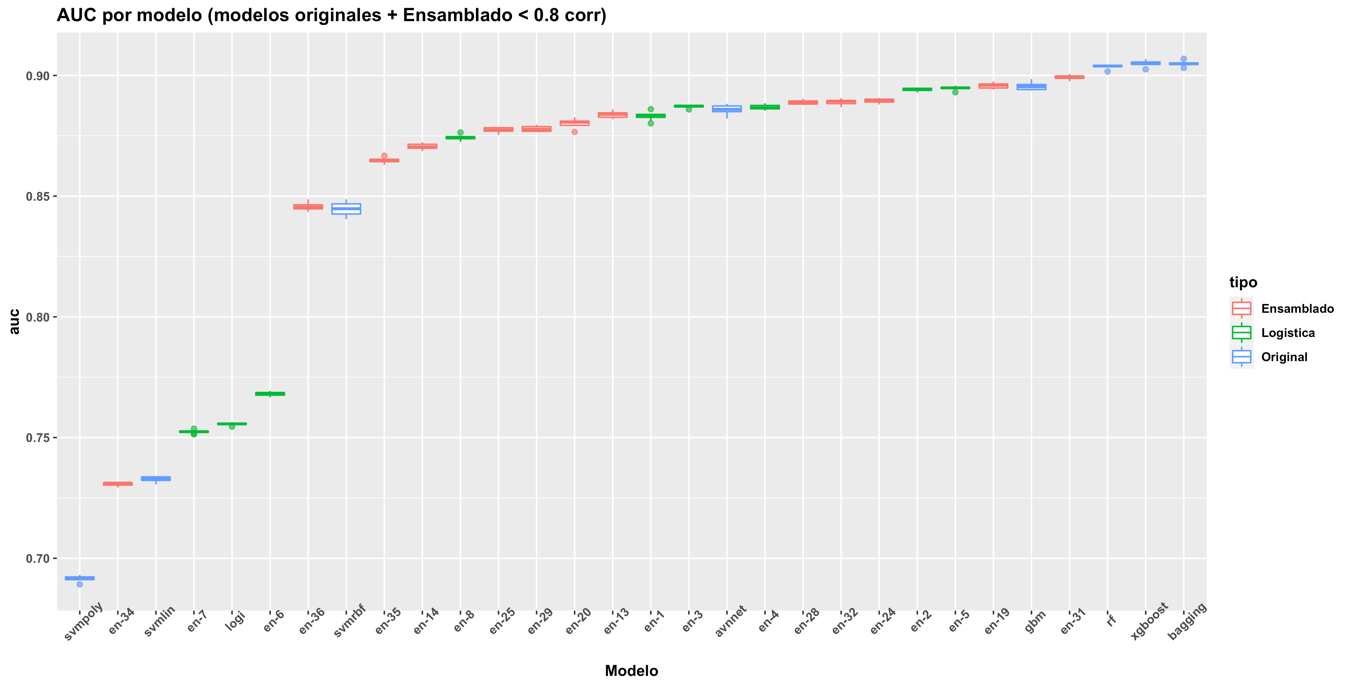 AUC por modelo (modelos originales + Ensamblado < 0.8 corr)
auc
0.90
0.85
0.80
0.75
0.70
svmpoly
en-34
svmlin
en-7
logi
en-6
en-36
svmrbf
en-35
en-14
en-8
en-25
en-29
en-20
en-13
en-1
en-3
avnnet
en-4
en-28
en-32
en-24
en-2
en-5
en-19
gbm
en-31
rf
xgboost
bagging
Modelo
tipo
Ensamblado
Logistica
Original